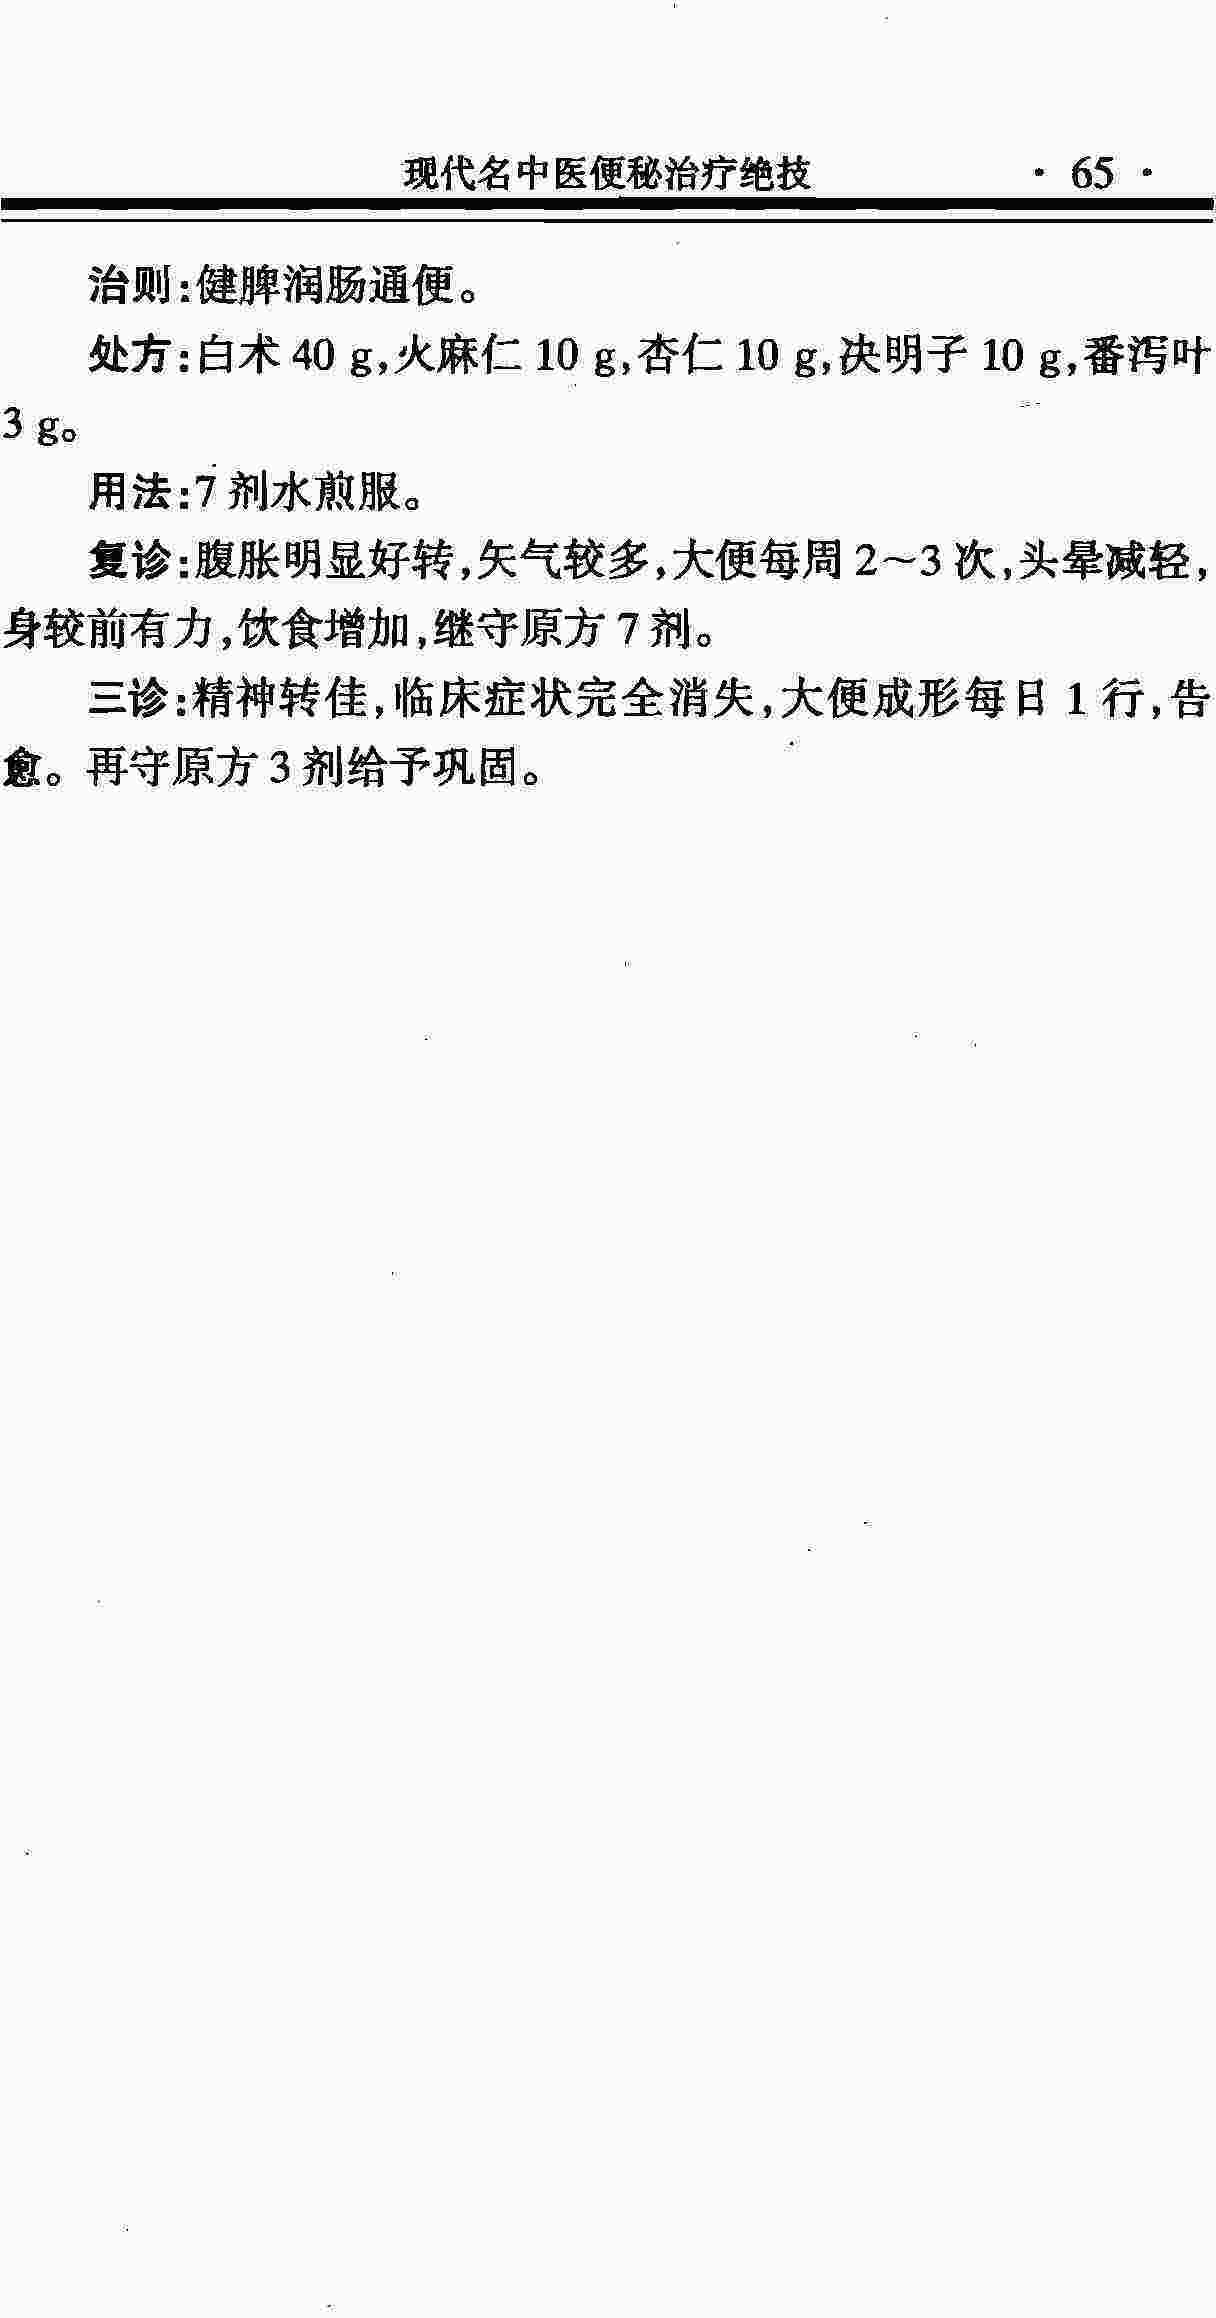 现代名中医便秘治疗绝技 · 65 ·
治则:健脾润肠通便。
处方:白术 40 g,火麻仁 10 g,杏仁 10 g,决明子 10 g,番泻叶
3 g。
用法:7 剂水煎服。
复诊:腹胀明显好转,矢气较多,大便每周 2～3 次,头晕减轻,
身较前有力,饮食增加,继守原方 7 剂。
三诊:精神转佳,临床症状完全消失,大便成形每日 1 行,告
愈。再守原方 3 剂给予巩固。